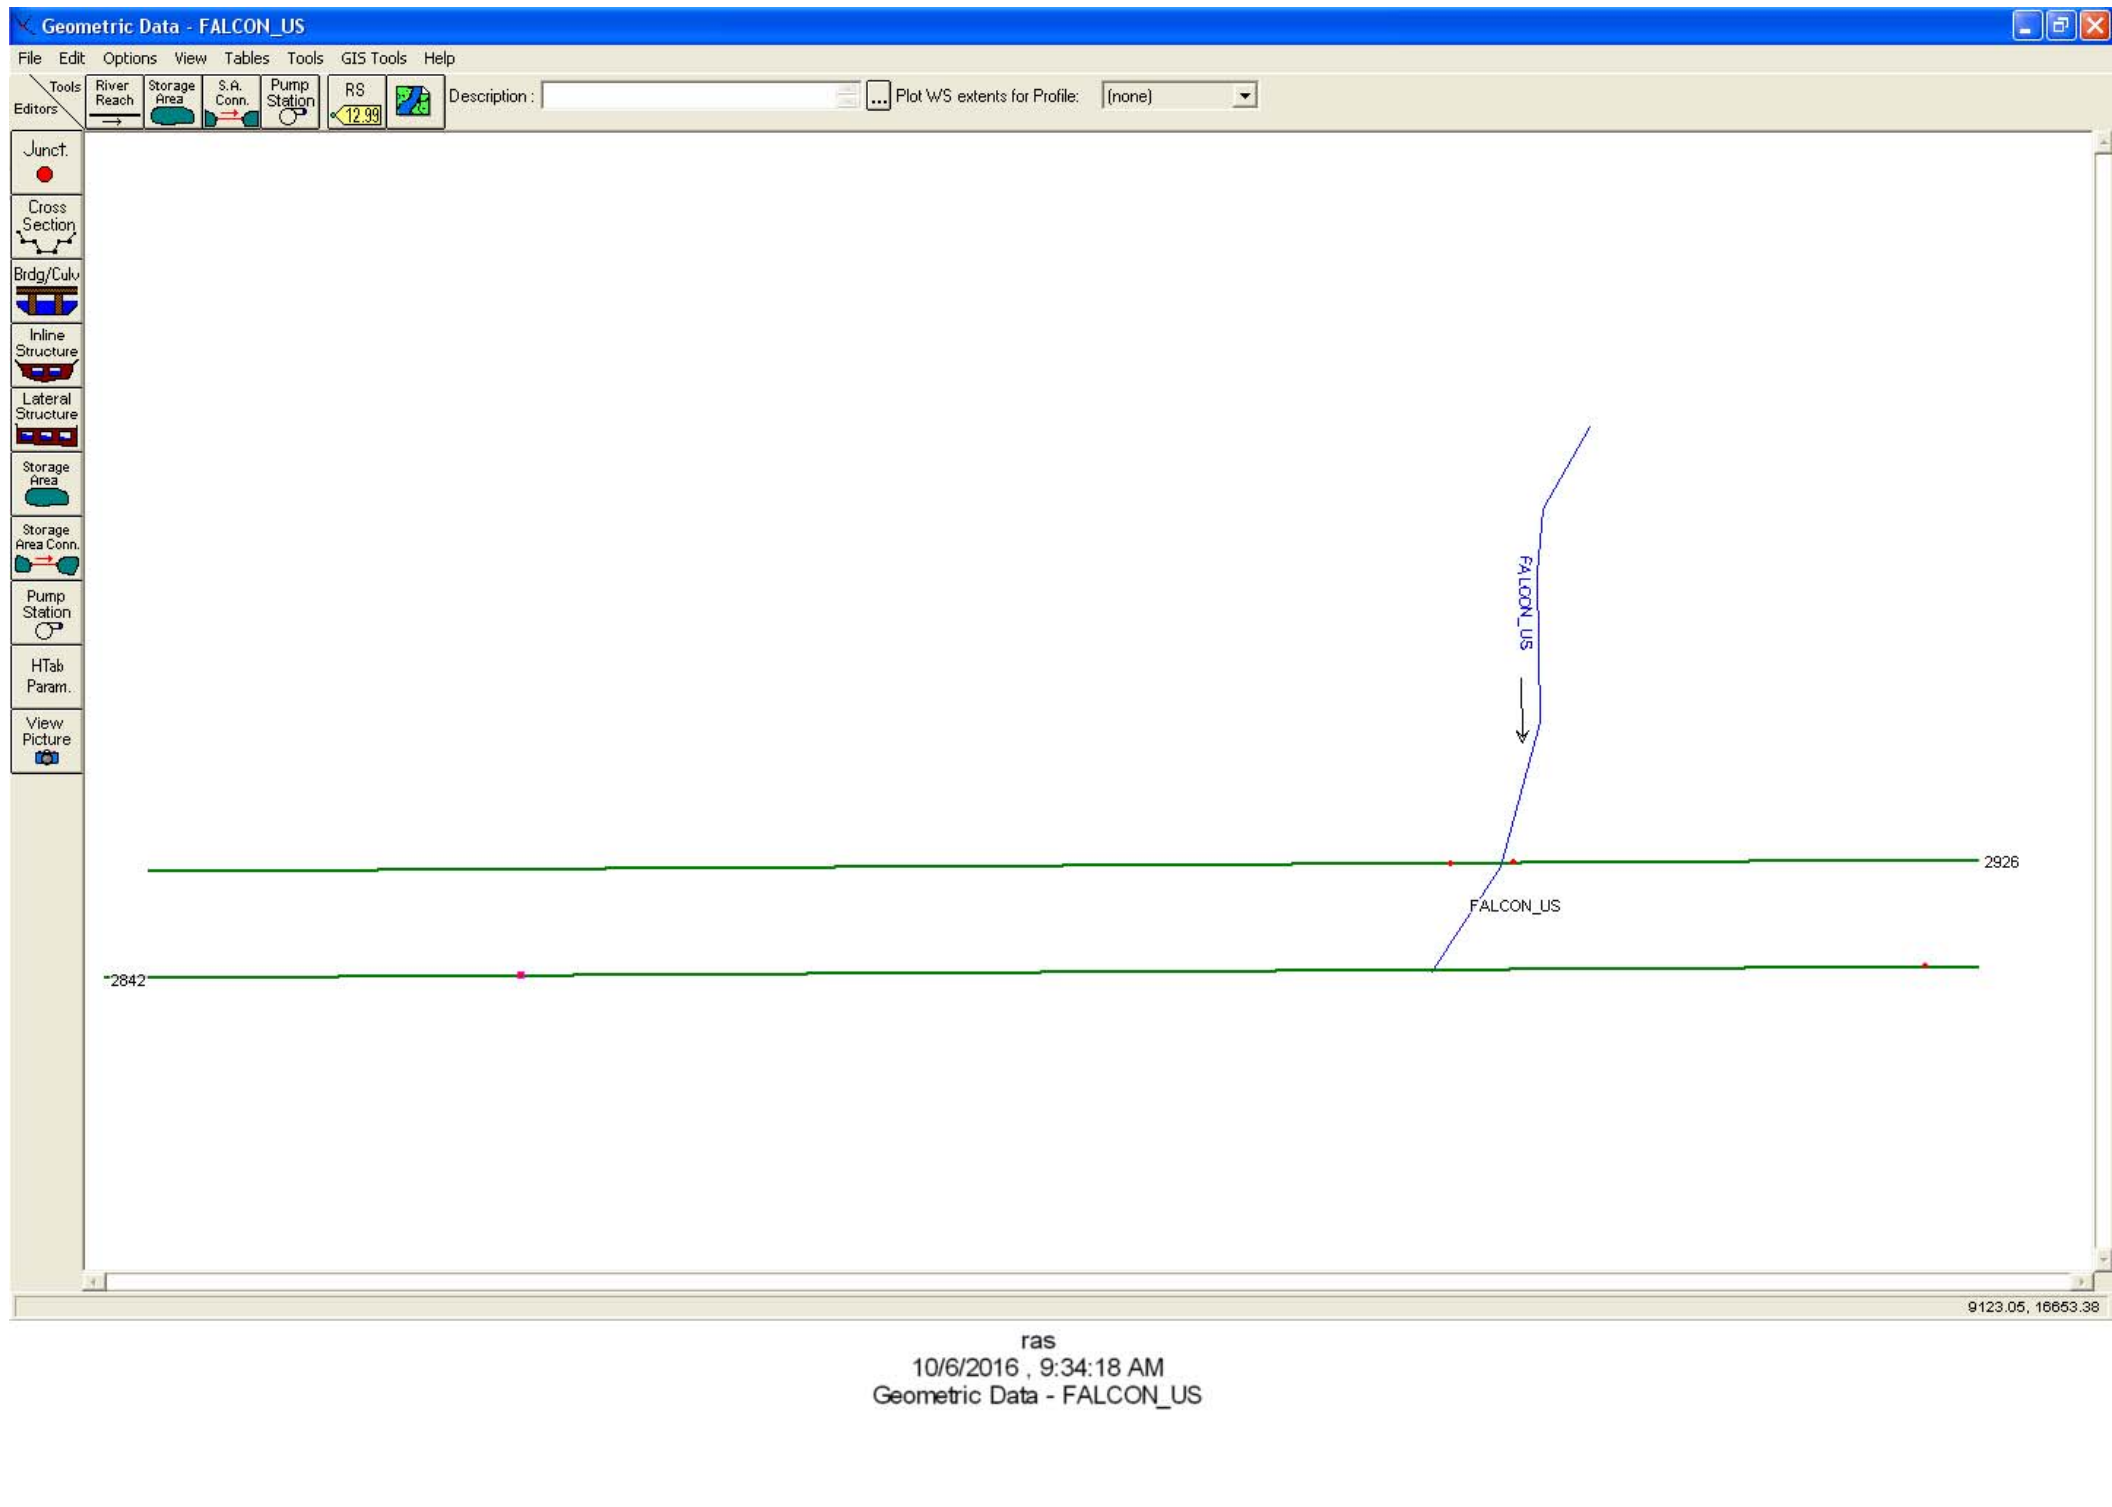 Geometric Data - FALCON_US
File Edit Options View Tables Tools GIS Tools Help
Tools
Editors
River
Reach
Storage
Area
S.A.
Conn.
Pump
Station
RS
12.99
Description :
...
Plot WS extents for Profile:
(none)
Junct.
Cross
Section
Brdg/Culv
Inline
Structure
Lateral
Structure
Storage
Area
Storage
Area Conn.
Pump
Station
HTab
Param.
View
Picture
FALCON_US
2926
FALCON_US
2842
9123.05, 16653.38
ras
10/6/2016 , 9:34:18 AM
Geometric Data - FALCON_US